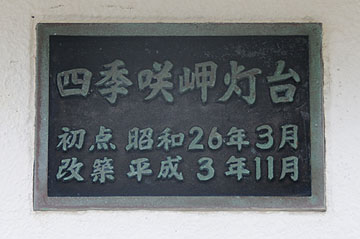 四季咲岬灯台
初点 昭和26年3月
改築 平成 3年11月